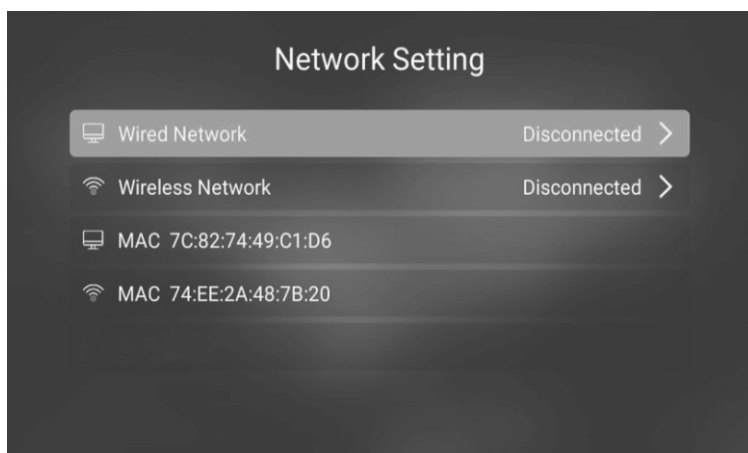 Network Setting
Wired Network Disconnected
Wireless Network Disconnected
MAC 7C:82:74:49:C1:D6
MAC 74:EE:2A:48:7B:20